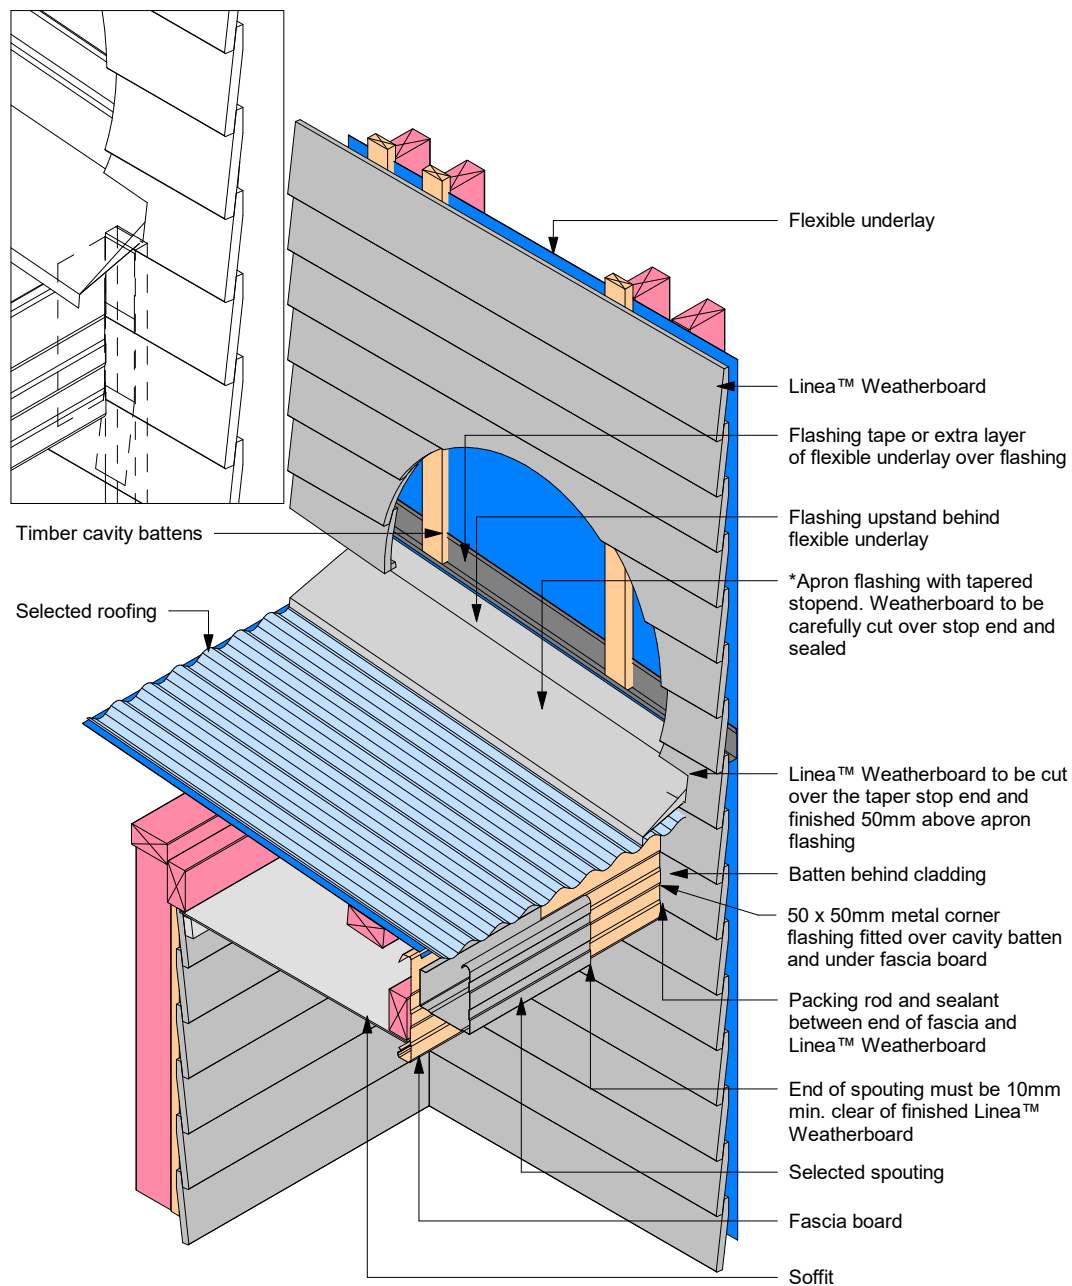 Flexible underlay
Linea™ Weatherboard
Flashing tape or extra layer
of flexible underlay over flashing
Timber cavity battens
Flashing upstand behind
flexible underlay
*Apron flashing with tapered
stopend. Weatherboard to be
carefully cut over stop end and
sealed
Selected roofing
Linea™ Weatherboard to be cut
over the taper stop end and
finished 50mm above apron
flashing
Batten behind cladding
50 x 50mm metal corner
flashing fitted over cavity batten
and under fascia board
Packing rod and sealant
between end of fascia and
Linea™ Weatherboard
End of spouting must be 10mm
min. clear of finished Linea™
Weatherboard
Selected spouting
Fascia board
Soffit